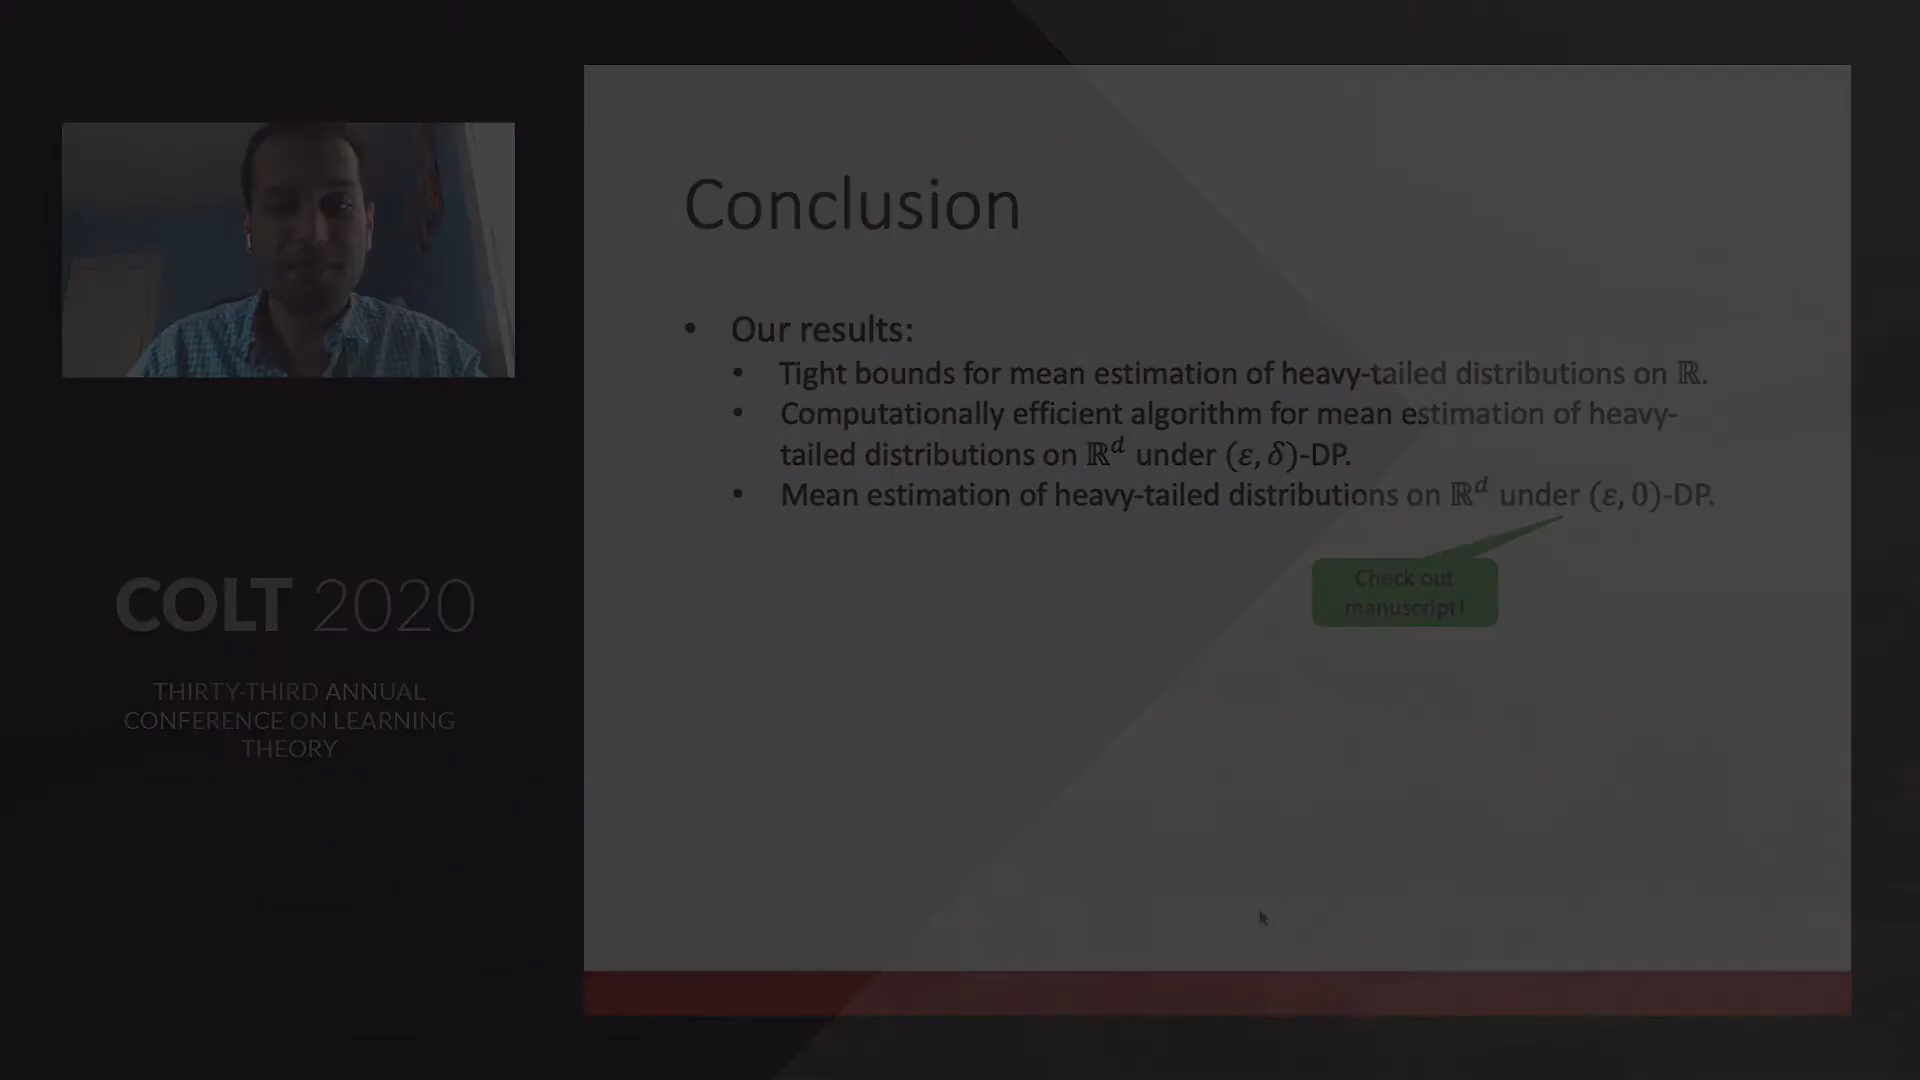 Conclusion
• Our results:
• Tight bounds for mean estimation of heavy-tailed distributions on ℝ.
• Computationally efficient algorithm for mean estimation of heavy-
tailed distributions on ℝᵈ under (ε, δ)-DP.
• Mean estimation of heavy-tailed distributions on ℝᵈ under (ε, 0)-DP.
Check out
manuscript!
COLT 2020
THIRTY-THIRD ANNUAL
CONFERENCE ON LEARNING
THEORY